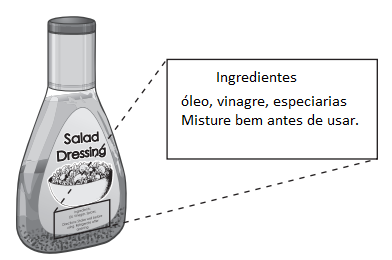 Salad
Dressing
Ingredientes
óleo, vinagre, especiarias
Misture bem antes de usar.